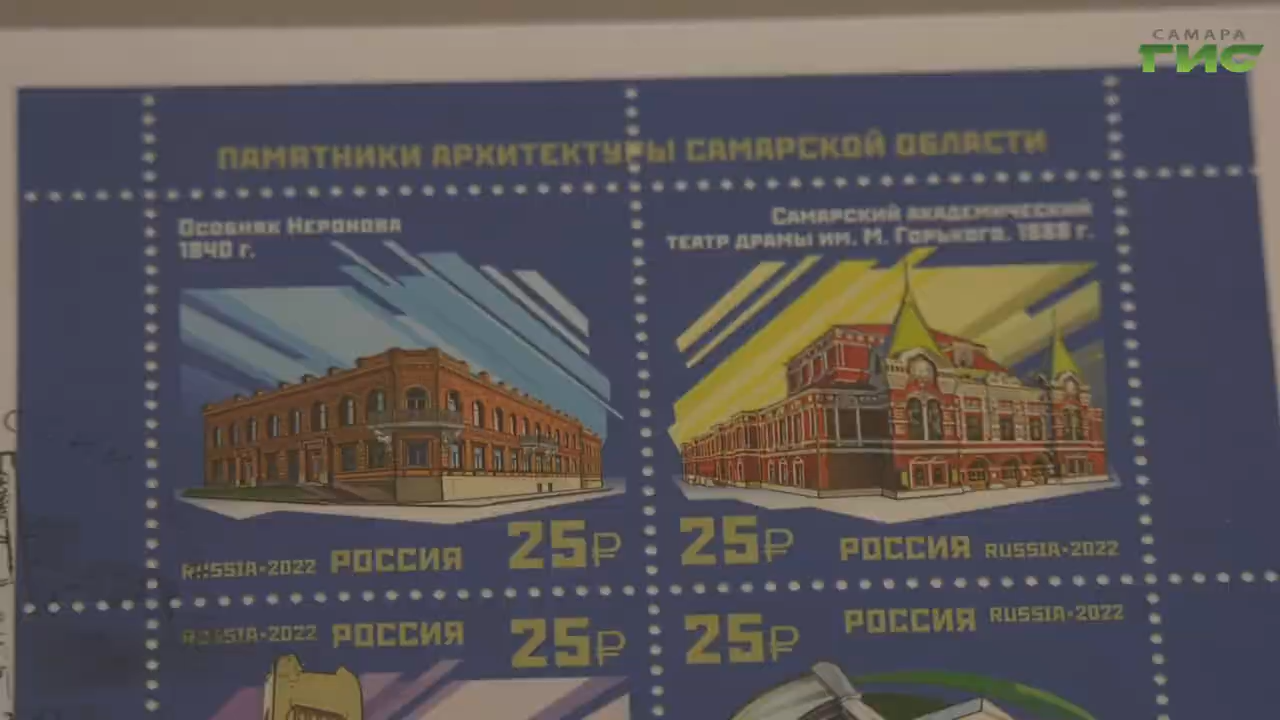 САМАРА
ГИС
ПАМЯТНИКИ АРХИТЕКТУРЫ САМАРСКОЙ ОБЛАСТИ
Особняк Неронова
1840 г.
Самарский академический
театр драмы им. М. Горького. 1888 г.
RUSSIA•2022 РОССИЯ 25₽
25₽ РОССИЯ RUSSIA•2022
RUSSIA•2022 РОССИЯ 25₽
25₽ РОССИЯ RUSSIA•2022